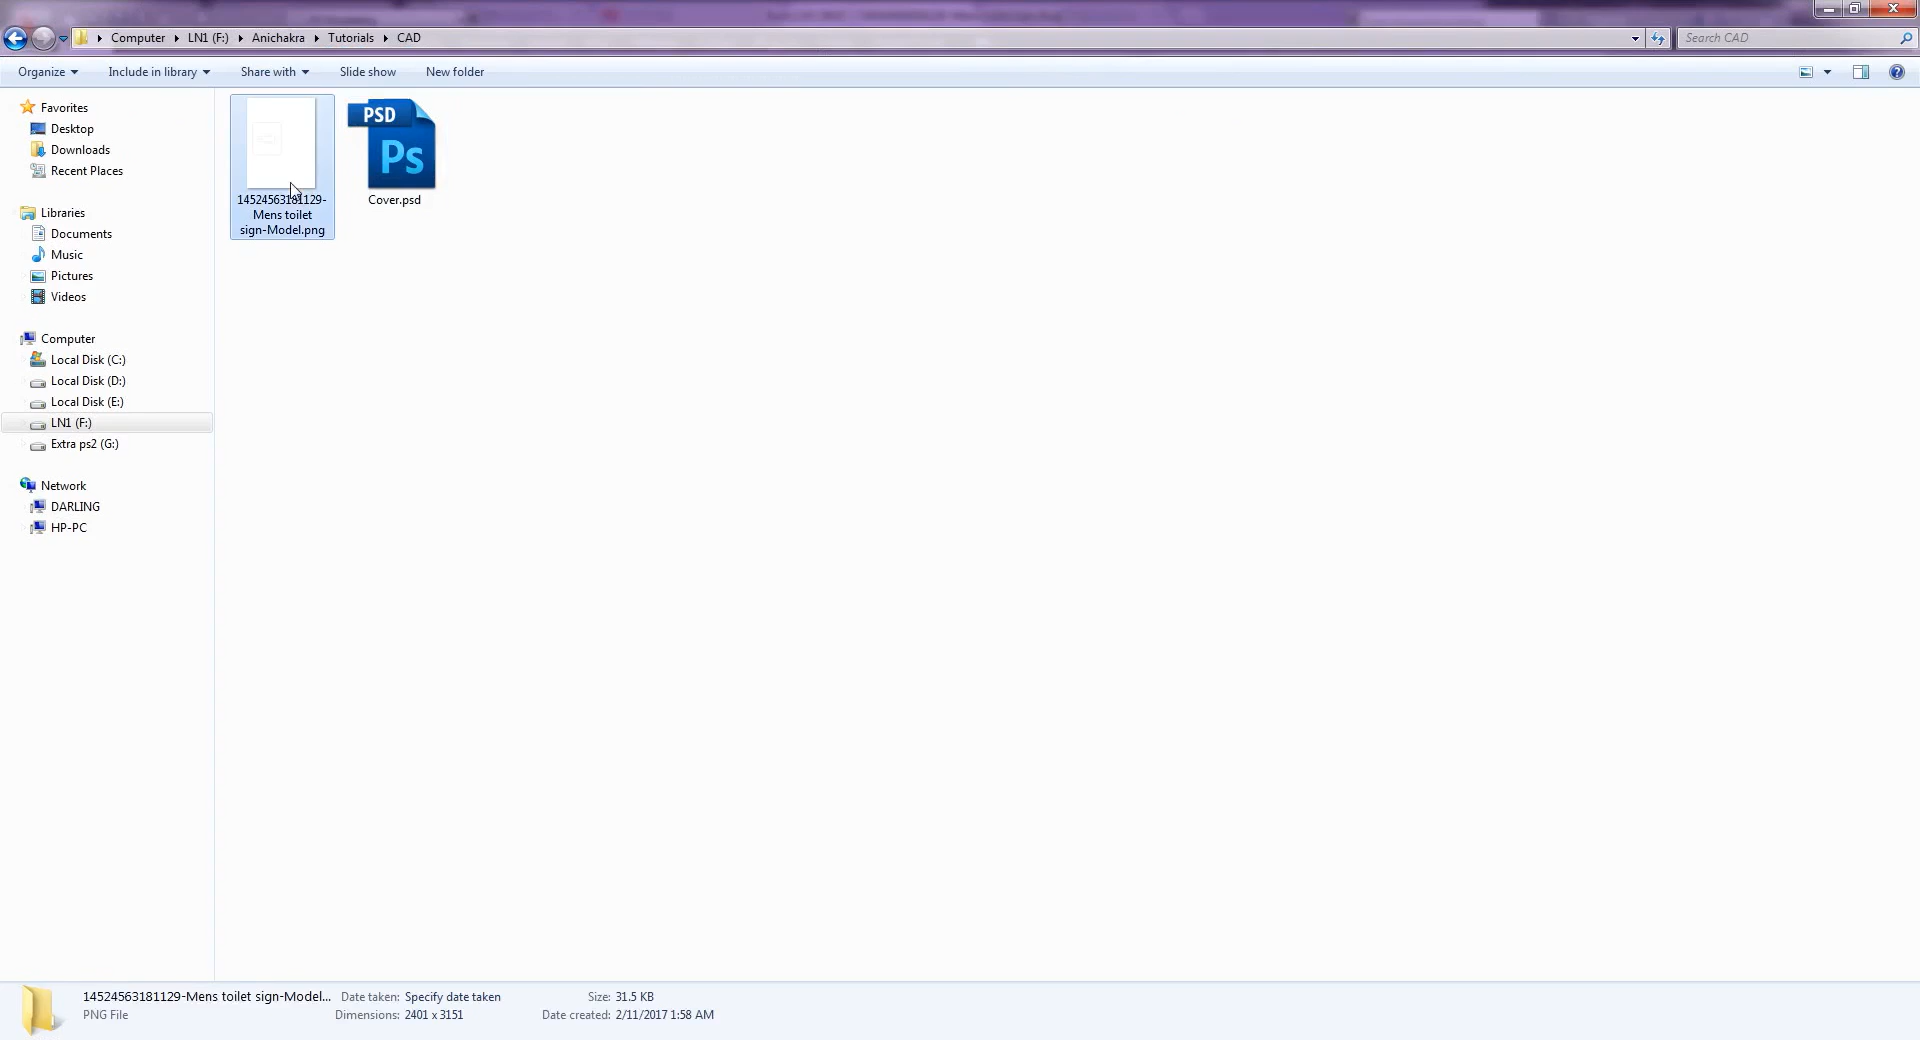 Computer LN1 (F:) Anichakra Tutorials CAD
Search CAD
Organize Include in library Share with Slide show New folder
Favorites
Desktop
Downloads
Recent Places
Libraries
Documents
Music
Pictures
Videos
Computer
Local Disk (C:)
Local Disk (D:)
Local Disk (E:)
LN1 (F:)
Extra ps2 (G:)
Network
DARLING
HP-PC
14524563181129-
Mens toilet
sign-Model.png
PSD
Ps
Cover.psd
14524563181129-Mens toilet sign-Model... Date taken: Specify date taken Size: 31.5 KB
PNG File Dimensions: 2401 x 3151 Date created: 2/11/2017 1:58 AM